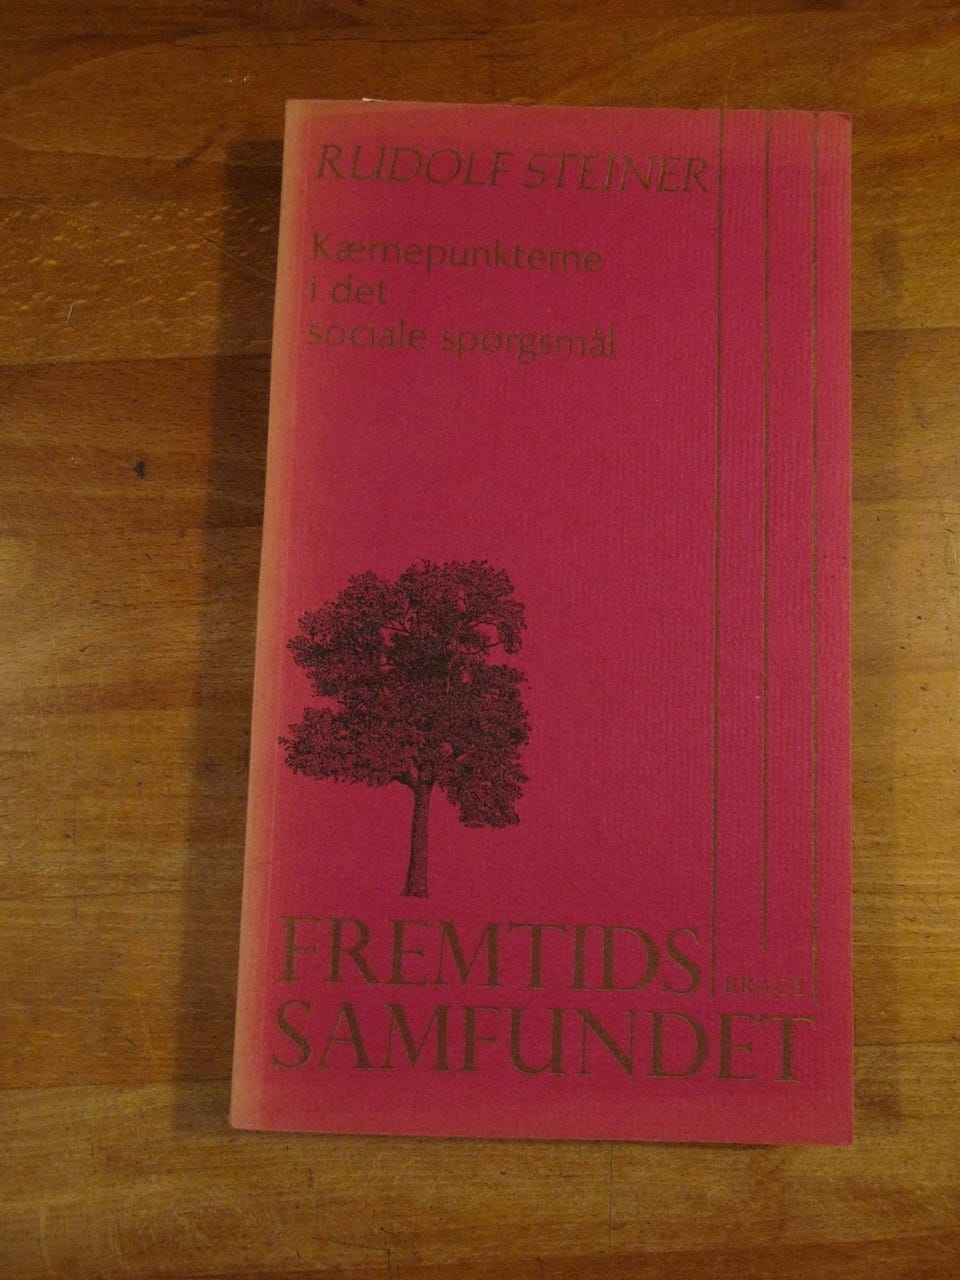 RUDOLF STEINER
Kærnepunkterne
i det
sociale spørgsmål
FREMTIDS
BRAGE
SAMFUNDET